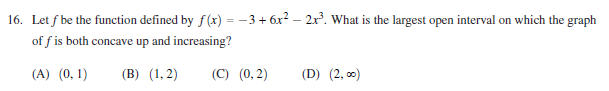 16. Let f be the function defined by f(x) = −3 + 6x² − 2x³. What is the largest open interval on which the graph
of f is both concave up and increasing?
(A) (0, 1) (B) (1, 2) (C) (0, 2) (D) (2, ∞)